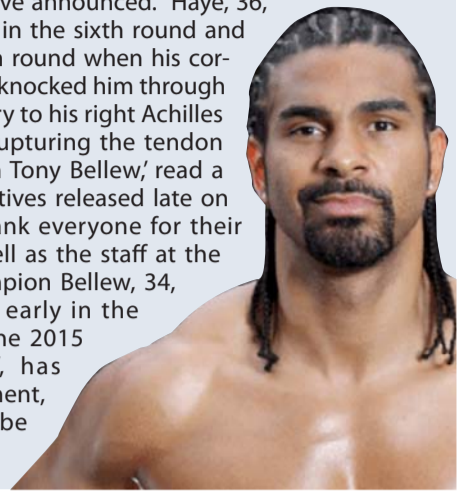 ve announced. Haye, 36,
in the sixth round and
round when his cor-
knocked him through
ry to his right Achilles
upturing the tendon
Tony Bellew,’ read a
tives released late on
ank everyone for their
ell as the staff at the
pion Bellew, 34,
early in the
ne 2015
, has
ment,
be